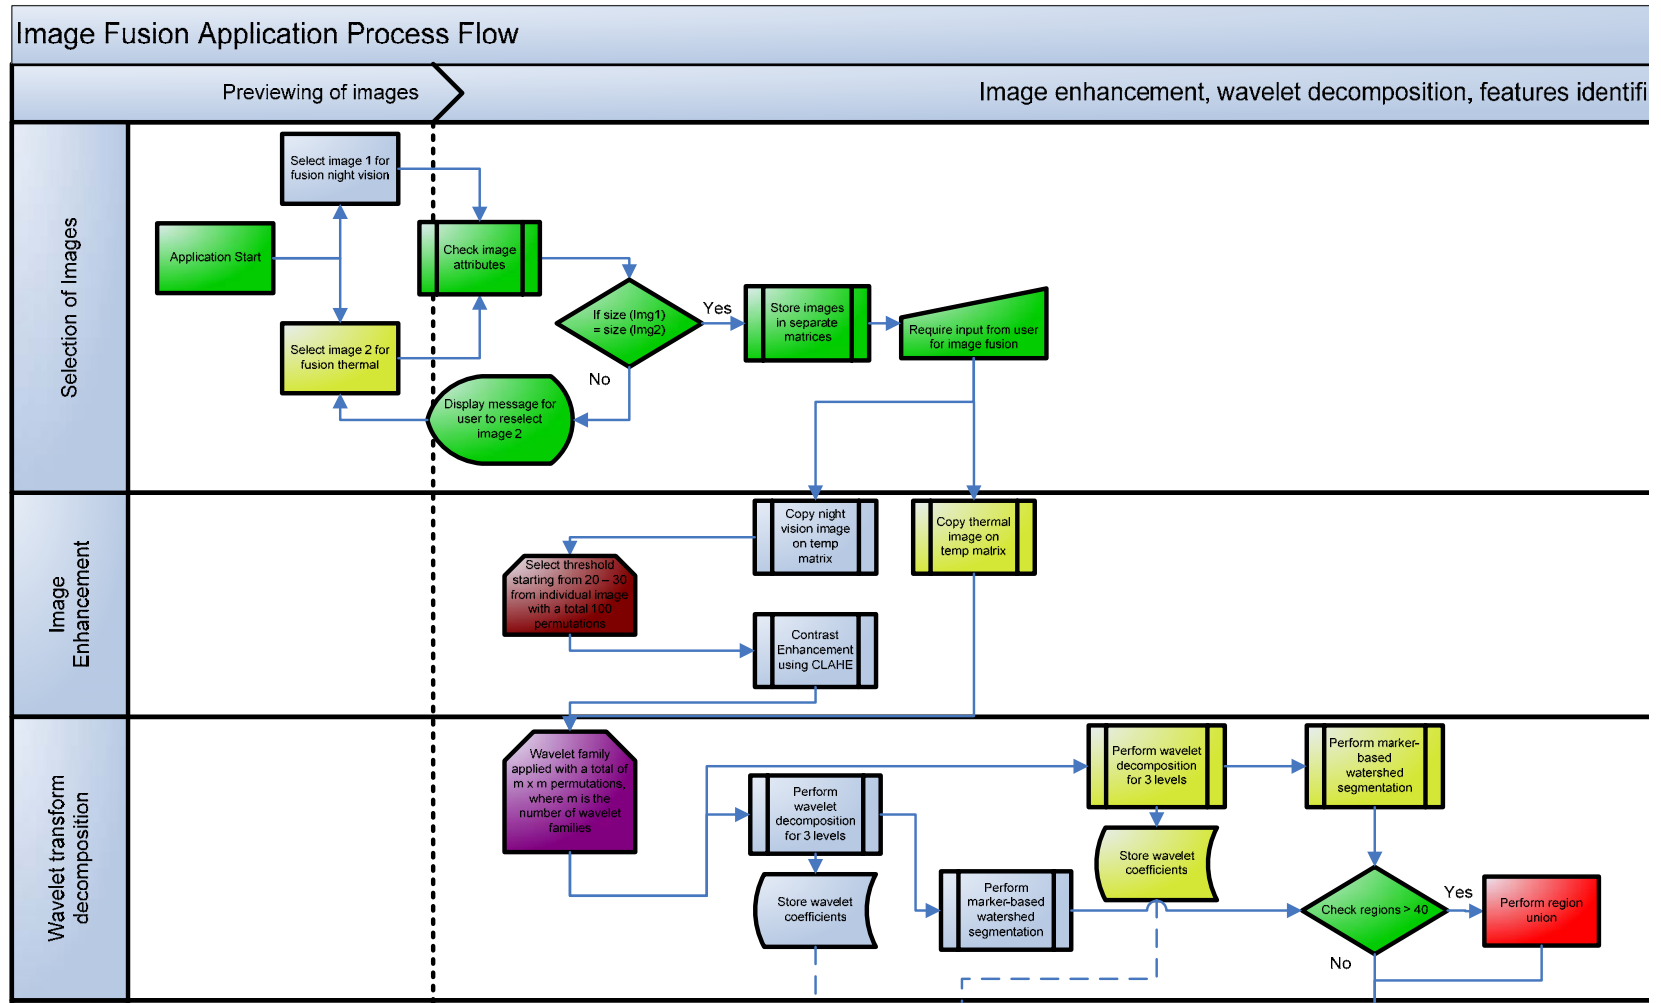 Image Fusion Application Process Flow
Previewing of images
Image enhancement, wavelet decomposition, features identifi
Selection of Images
Select image 1 for
fusion night vision
Application Start
Check image
attributes
Select image 2 for
fusion thermal
If size (Img1)
= size (Img2)
Yes
No
Store images
in separate
matrices
Require input from user
for image fusion
Display message for
user to reselect
image 2
Image
Enhancement
Copy night
vision image
on temp
matrix
Copy thermal
image on
temp matrix
Select threshold
starting from 20 – 30
from individual image
with a total 100
permutations
Contrast
Enhancement
using CLAHE
Wavelet transform
decomposition
Wavelet family
applied with a total of
m x m permutations,
where m is the
number of wavelet
families
Perform
wavelet
decomposition
for 3 levels
Store wavelet
coefficients
Perform
marker-based
watershed
segmentation
Perform wavelet
decomposition
for 3 levels
Store wavelet
coefficients
Perform marker-
based
watershed
segmentation
Check regions > 40
Yes
No
Perform region
union